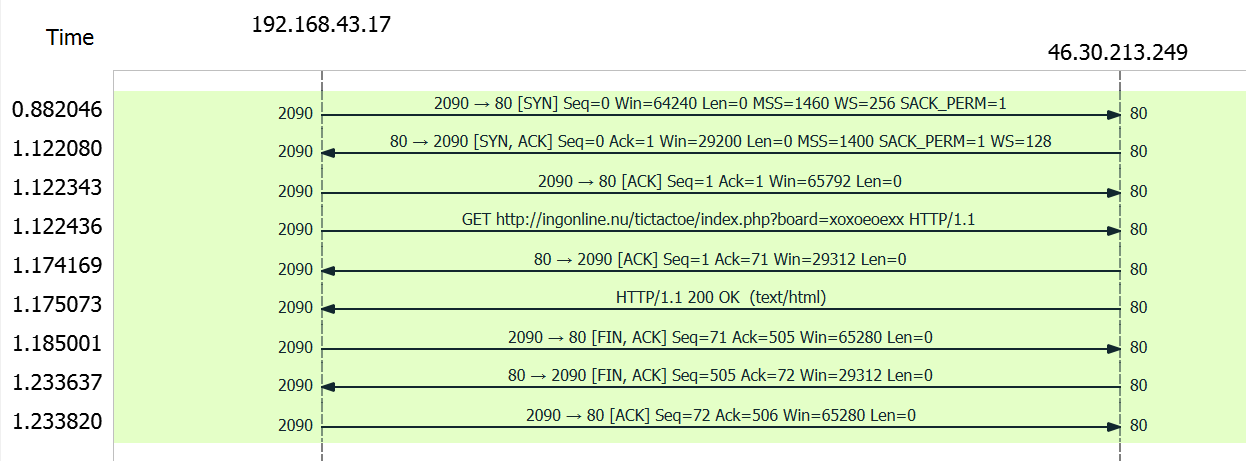 192.168.43.17
Time
46.30.213.249
0.882046 2090 2090 → 80 [SYN] Seq=0 Win=64240 Len=0 MSS=1460 WS=256 SACK_PERM=1 80
1.122080 2090 80 → 2090 [SYN, ACK] Seq=0 Ack=1 Win=29200 Len=0 MSS=1400 SACK_PERM=1 WS=128 80
1.122343 2090 2090 → 80 [ACK] Seq=1 Ack=1 Win=65792 Len=0 80
1.122436 2090 GET http://ingonline.nu/tictactoe/index.php?board=xoxoeoexx HTTP/1.1 80
1.174169 2090 80 → 2090 [ACK] Seq=1 Ack=71 Win=29312 Len=0 80
1.175073 2090 HTTP/1.1 200 OK (text/html) 80
1.185001 2090 2090 → 80 [FIN, ACK] Seq=71 Ack=505 Win=65280 Len=0 80
1.233637 2090 80 → 2090 [FIN, ACK] Seq=505 Ack=72 Win=29312 Len=0 80
1.233820 2090 2090 → 80 [ACK] Seq=72 Ack=506 Win=65280 Len=0 80